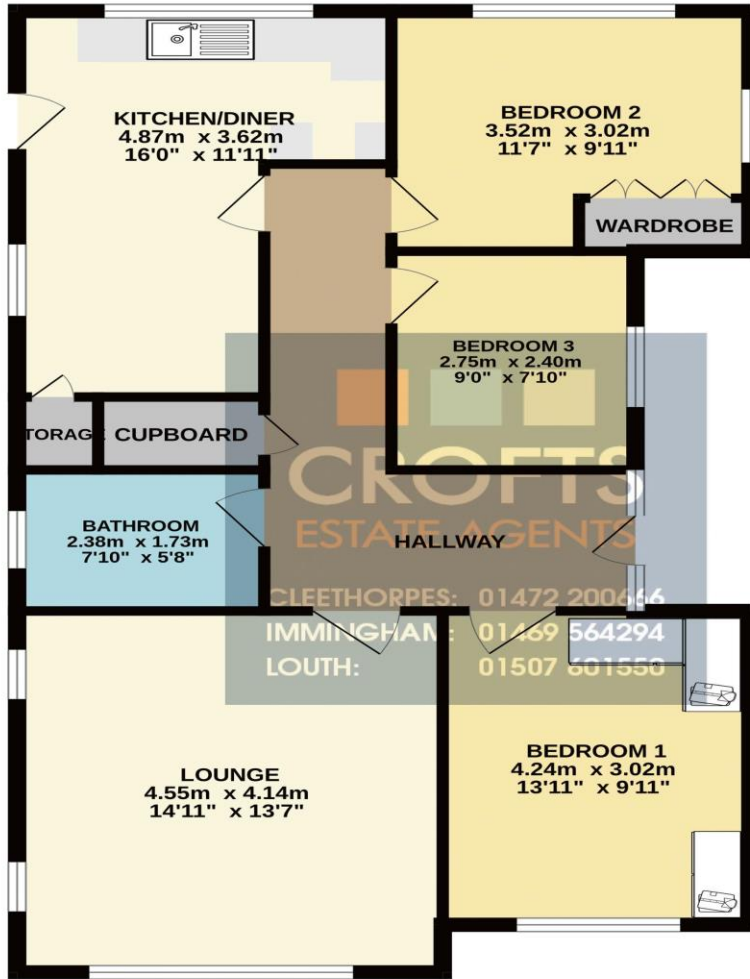 KITCHEN/DINER
4.87m x 3.62m
16'0" x 11'11"
BEDROOM 2
3.52m x 3.02m
11'7" x 9'11"
WARDROBE
BEDROOM 3
2.75m x 2.40m
9'0" x 7'10"
TORAGE
CUPBOARD
CROFTS
ESTATE AGENTS
BATHROOM
2.38m x 1.73m
7'10" x 5'8"
HALLWAY
CLEETHORPES: 01472 200666
IMMINGHAM: 01469 564294
LOUTH: 01507 601550
LOUNGE
4.55m x 4.14m
14'11" x 13'7"
BEDROOM 1
4.24m x 3.02m
13'11" x 9'11"